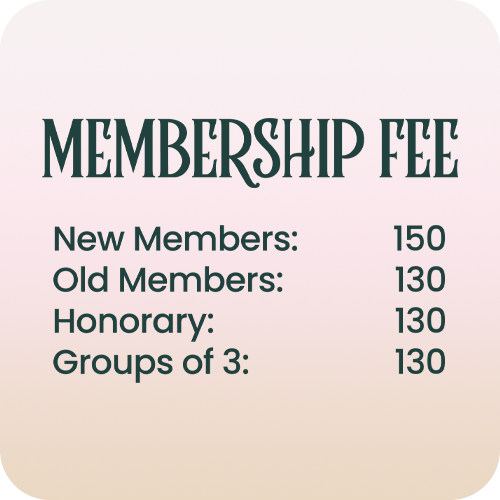 MEMBERSHIP FEE
New Members: 150
Old Members: 130
Honorary: 130
Groups of 3: 130